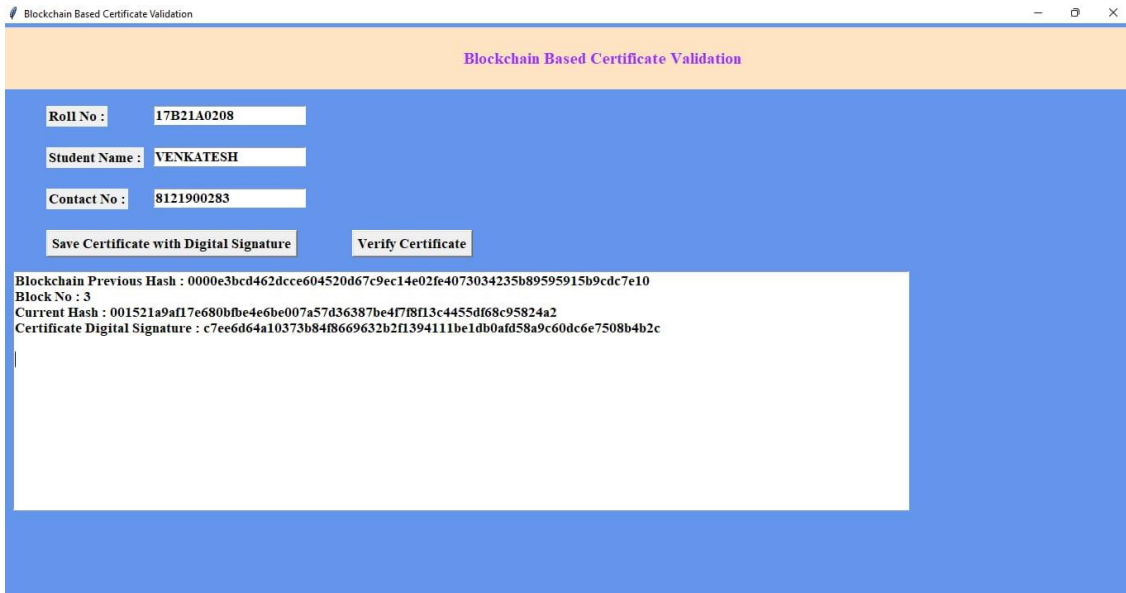 Blockchain Based Certificate Validation
Blockchain Based Certificate Validation
Roll No : 17B21A0208
Student Name : VENKATESH
Contact No : 8121900283
Save Certificate with Digital Signature Verify Certificate
Blockchain Previous Hash : 0000e3bcd462dcce604520d67c9ec14e02fe4073034235b89595915b9cdc7e10
Block No : 3
Current Hash : 001521a9af17e680bfbe4e6be007a57d36387be4f7f8f13c4455df68c95824a2
Certificate Digital Signature : c7ee6d64a10373b84f8669632b2f1394111be1db0afd58a9c60dc6e7508b4b2c